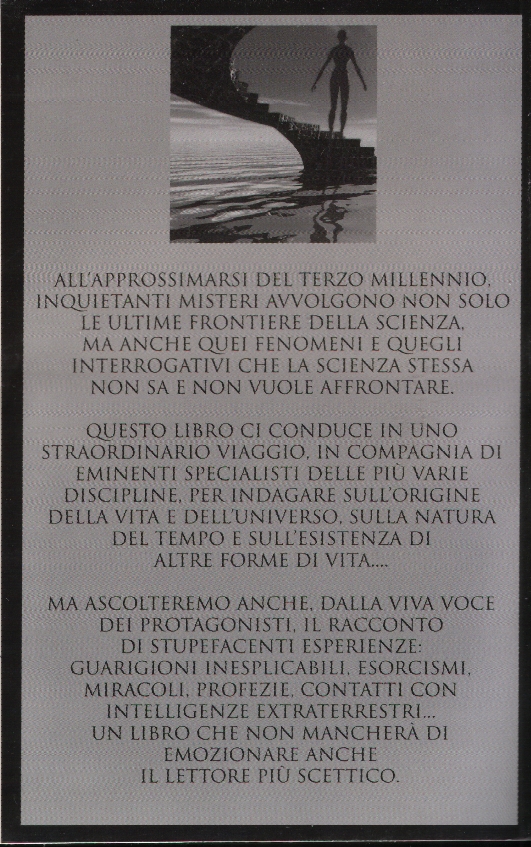 ALL'APPROSSIMARSI DEL TERZO MILLENNIO,
INQUIETANTI MISTERI AVVOLGONO NON SOLO
LE ULTIME FRONTIERE DELLA SCIENZA,
MA ANCHE QUEI FENOMENI E QUEGLI
INTERROGATIVI CHE LA SCIENZA STESSA
NON SA E NON VUOLE AFFRONTARE.
QUESTO LIBRO CI CONDUCE IN UNO
STRAORDINARIO VIAGGIO, IN COMPAGNIA DI
EMINENTI SPECIALISTI DELLE PIÙ VARIE
DISCIPLINE, PER INDAGARE SULL'ORIGINE
DELLA VITA E DELL'UNIVERSO, SULLA NATURA
DEL TEMPO E SULL'ESISTENZA DI
ALTRE FORME DI VITA....
MA ASCOLTEREMO ANCHE, DALLA VIVA VOCE
DEI PROTAGONISTI, IL RACCONTO
DI STUPEFACENTI ESPERIENZE:
GUARIGIONI INESPLICABILI, ESORCISMI,
MIRACOLI, PROFEZIE, CONTATTI CON
INTELLIGENZE EXTRATERRESTRI...
UN LIBRO CHE NON MANCHERÀ DI
EMOZIONARE ANCHE
IL LETTORE PIÙ SCETTICO.